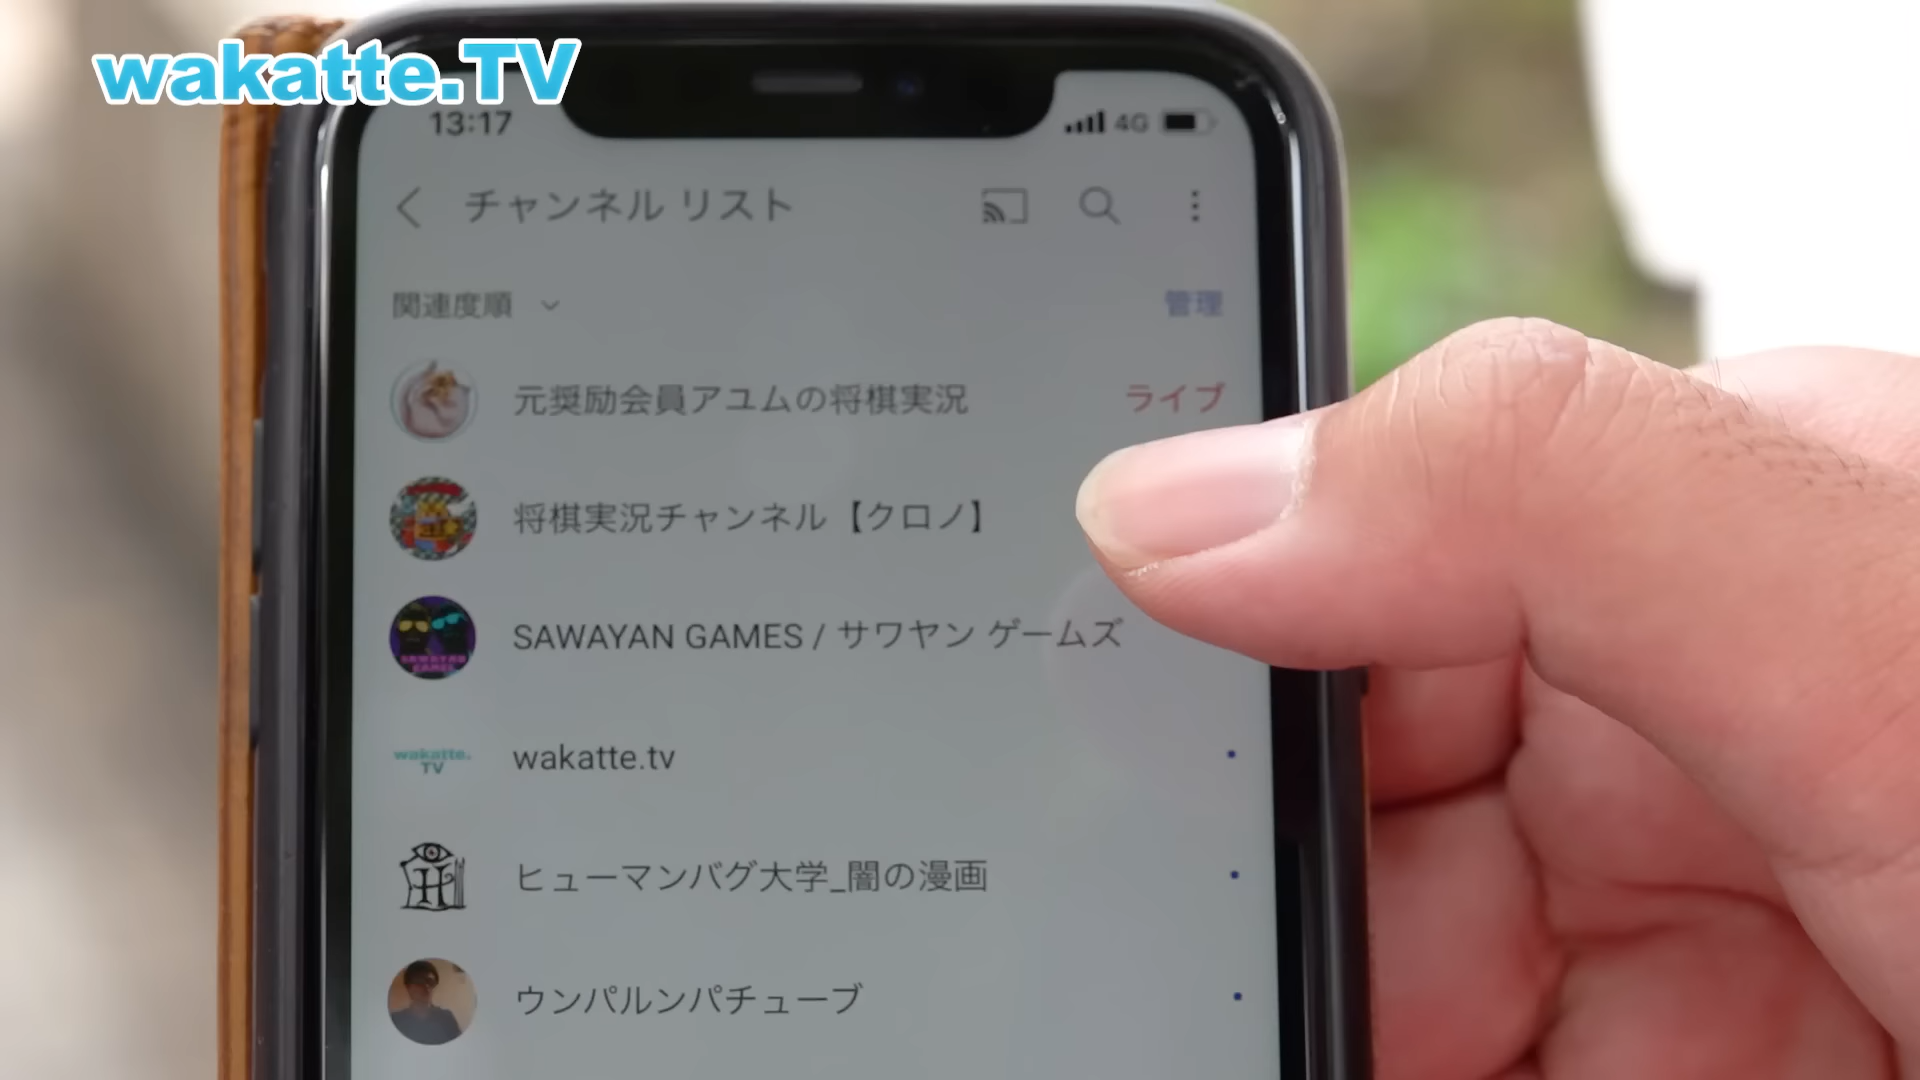 wakatte.TV
13:17
4G
チャンネル リスト
関連度順
管理
元奨励会員アユムの将棋実況
ライブ
将棋実況チャンネル【クロノ】
SAWAYAN GAMES
SAWAYAN GAMES / サワヤン ゲームズ
wakatte.
TV
wakatte.tv
H
ヒューマンバグ大学_闇の漫画
ウンパルンパチューブ